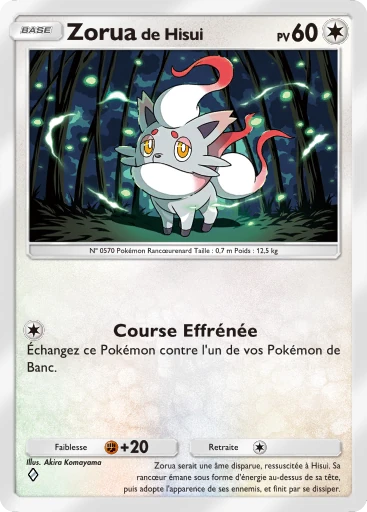 BASE Zorua de Hisui PV 60
N° 0570 Pokémon Rancœurenard Taille : 0,7 m Poids : 12,5 kg
Course Effrénée
Échangez ce Pokémon contre l'un de vos Pokémon de
Banc.
Faiblesse +20 Retraite
Illus. Akira Komayama
Zorua serait une âme disparue, ressuscitée à Hisui. Sa
rancœur émane sous forme d'énergie au-dessus de sa tête,
puis adopte l'apparence de ses ennemis, et finit par se dissiper.